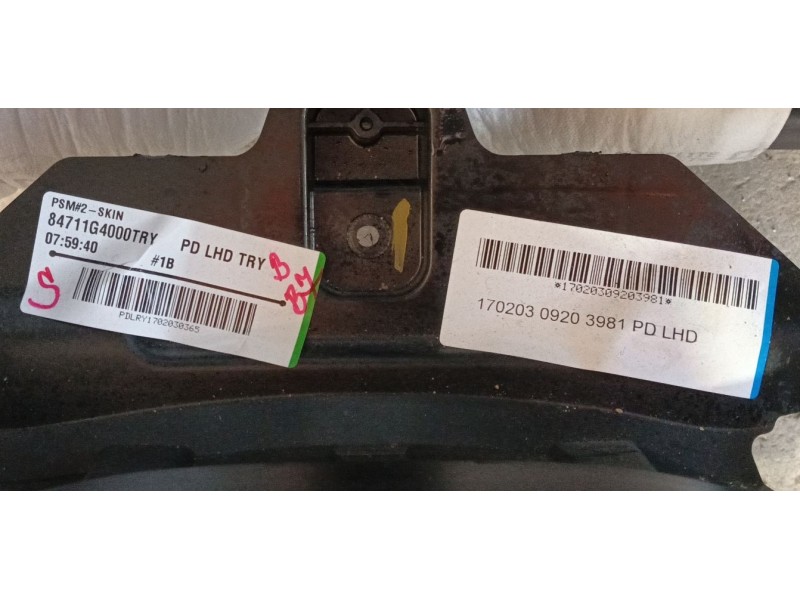 PSM#2-SKIN
84711G4000TRY
07:59:40
PD LHD TRY
#1B
B
S
PDLRY1702030365
*17020309203981*
170203 0920 3981 PD LHD